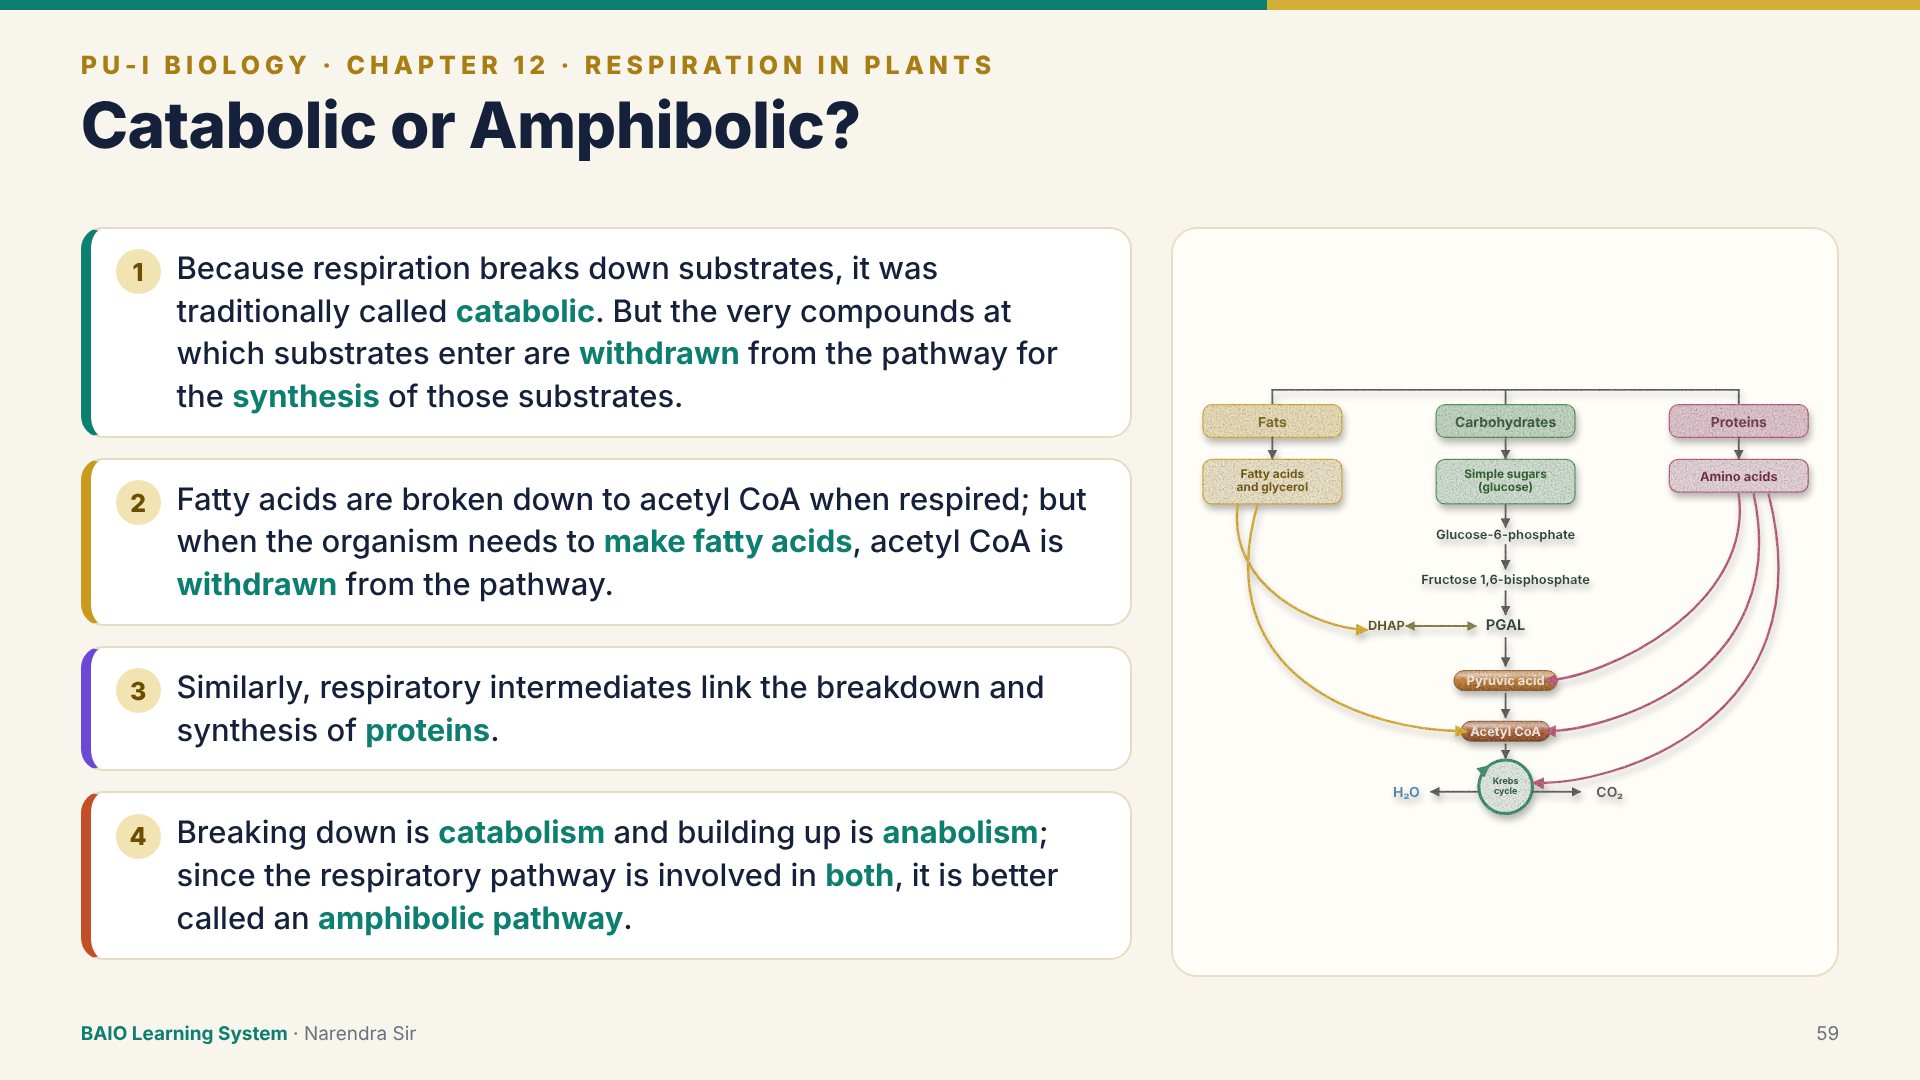 PU-I BIOLOGY · CHAPTER 12 · RESPIRATION IN PLANTS
Catabolic or Amphibolic?
1
Because respiration breaks down substrates, it was
traditionally called catabolic. But the very compounds at
which substrates enter are withdrawn from the pathway for
the synthesis of those substrates.
2
Fatty acids are broken down to acetyl CoA when respired; but
when the organism needs to make fatty acids, acetyl CoA is
withdrawn from the pathway.
3
Similarly, respiratory intermediates link the breakdown and
synthesis of proteins.
4
Breaking down is catabolism and building up is anabolism;
since the respiratory pathway is involved in both, it is better
called an amphibolic pathway.
Fats
Carbohydrates
Proteins
Fatty acids
and glycerol
Simple sugars
(glucose)
Amino acids
Glucose-6-phosphate
Fructose 1,6-bisphosphate
DHAP
PGAL
Pyruvic acid
Acetyl CoA
Krebs
cycle
H₂O
CO₂
BAIO Learning System · Narendra Sir
59